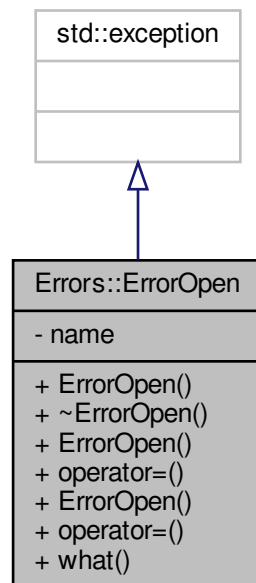 std::exception
Errors::ErrorOpen
- name
+ ErrorOpen()
+ ~ErrorOpen()
+ ErrorOpen()
+ operator=()
+ ErrorOpen()
+ operator=()
+ what()